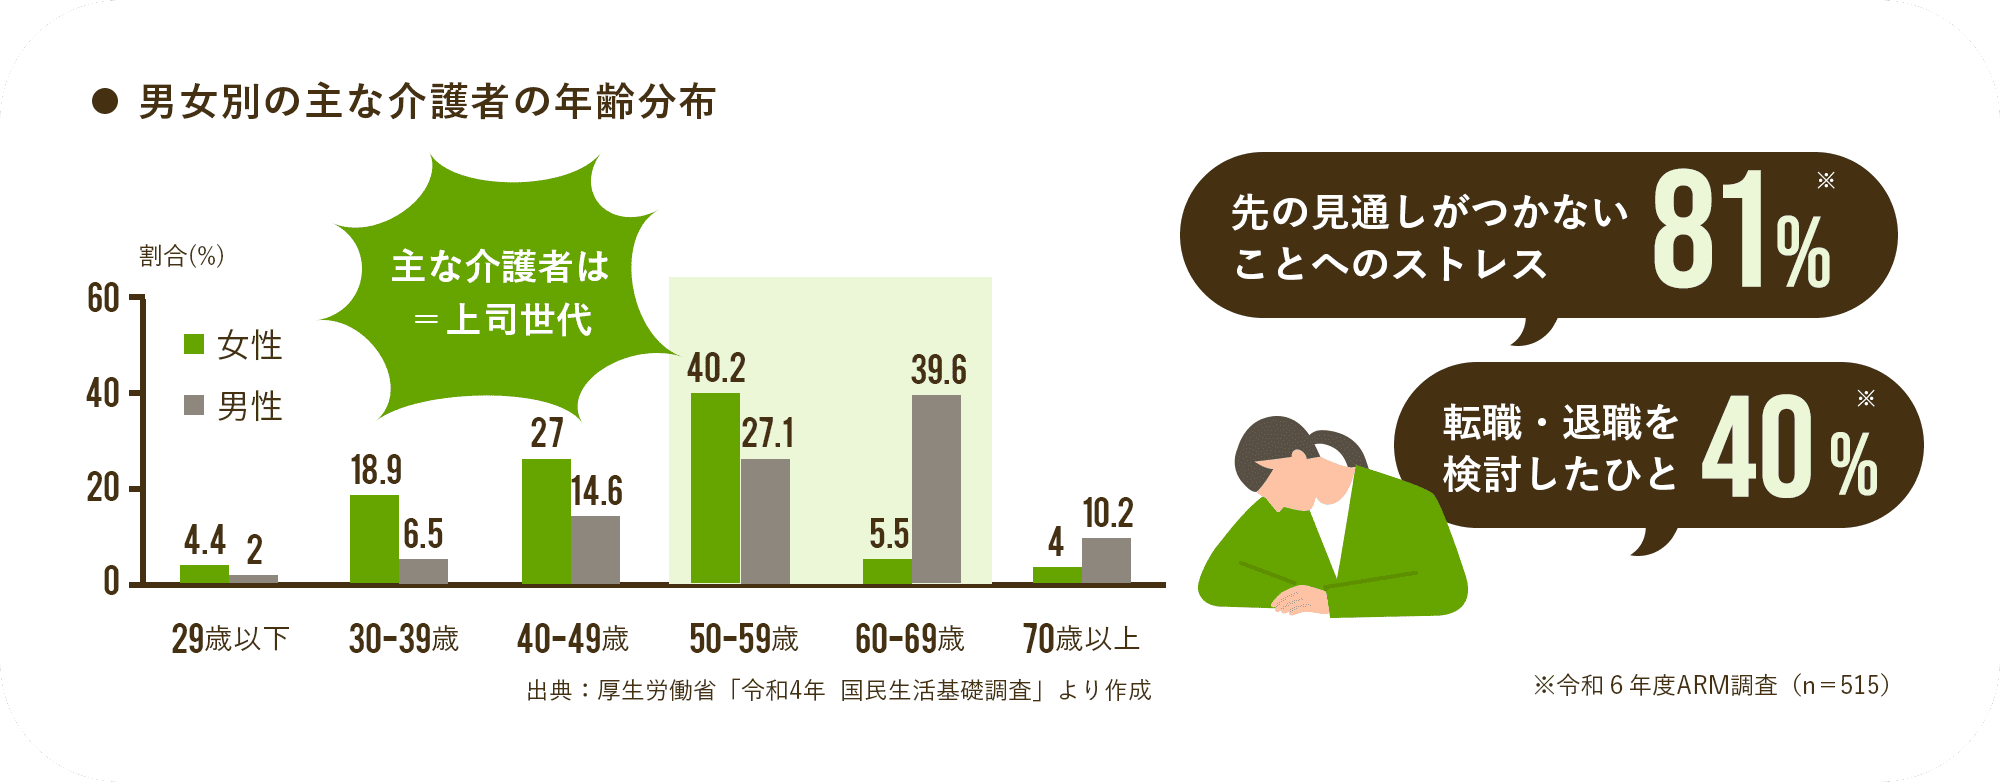 ● 男女別の主な介護者の年齢分布
主な介護者は
＝上司世代
割合(%)
60
40
20
0
女性
男性
4.4 2
18.9 6.5
27 14.6
40.2 27.1
5.5 39.6
4 10.2
29歳以下 30-39歳 40-49歳 50-59歳 60-69歳 70歳以上
出典：厚生労働省「令和4年 国民生活基礎調査」より作成
先の見通しがつかない
ことへのストレス
81%※
転職・退職を
検討したひと
40%※
※令和６年度ARM調査（n＝515）